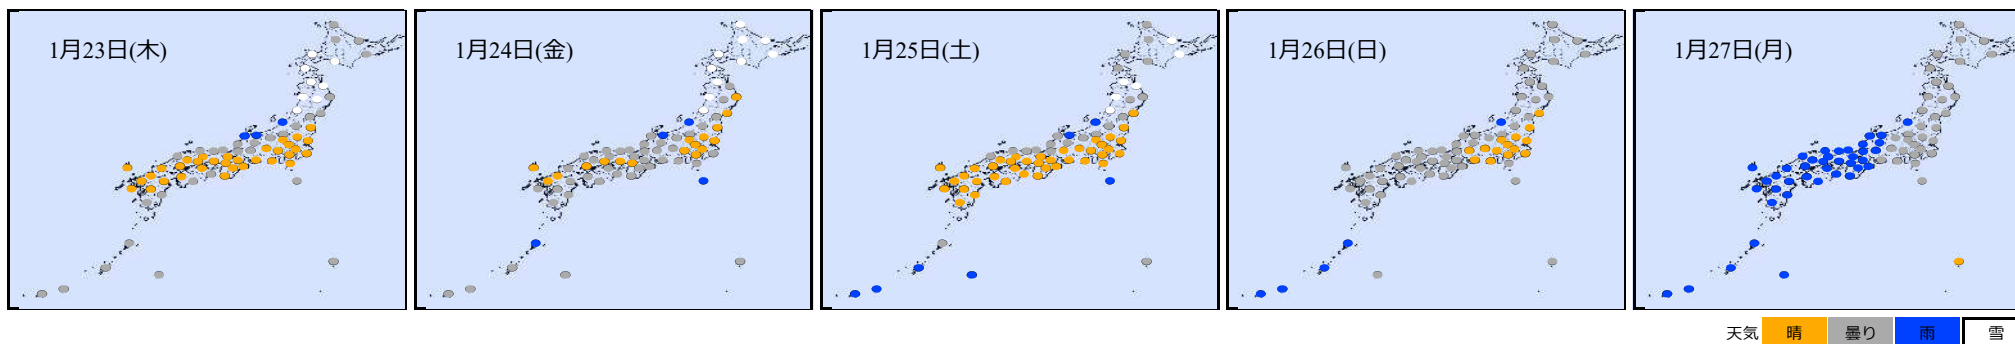 1月23日(木)
1月24日(金)
1月25日(土)
1月26日(日)
1月27日(月)
天気 晴 曇り 雨 雪